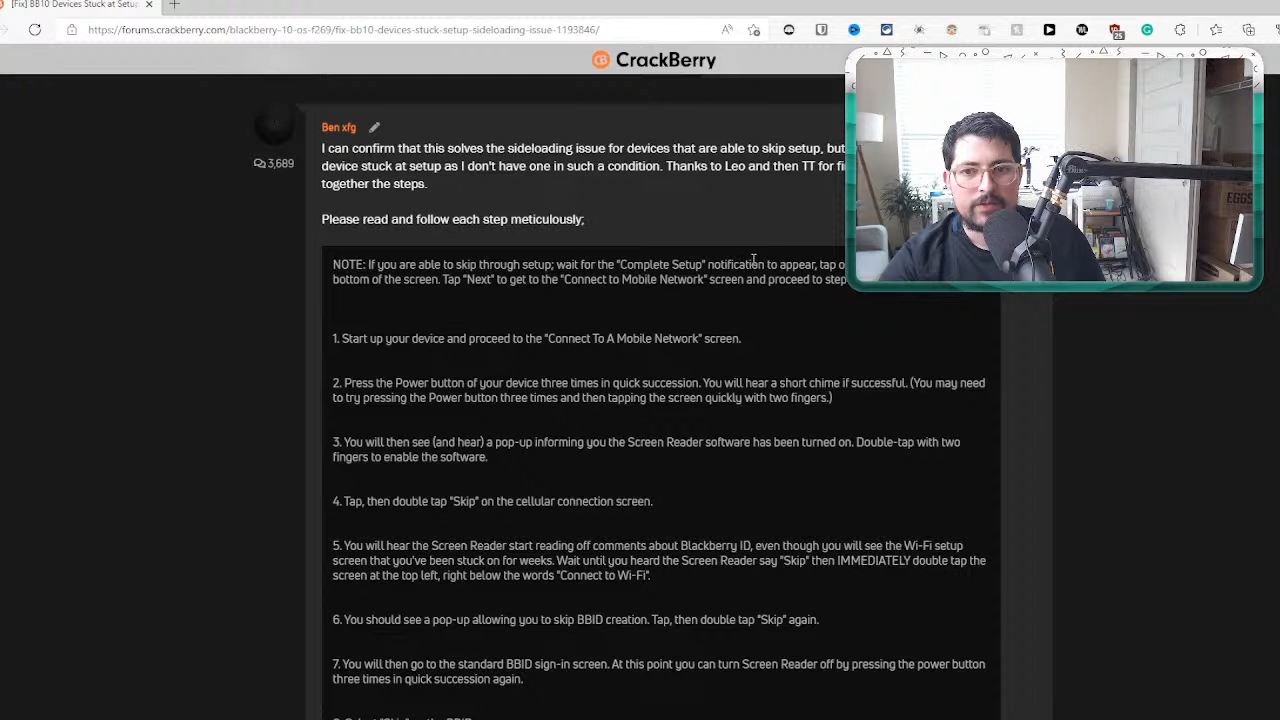 [Fix] BB10 Devices Stuck at Setup
https://forums.crackberry.com/blackberry-10-os-f269/fix-bb10-devices-stuck-setup-sideloading-issue-1193846/
25
CrackBerry
Ben xfg
3,689
I can confirm that this solves the sideloading issue for devices that are able to skip setup, but
device stuck at setup as I don't have one in such a condition. Thanks to Leo and then TT for
together the steps.
Please read and follow each step meticulously;
NOTE: If you are able to skip through setup; wait for the "Complete Setup" notification to appear, tap
bottom of the screen. Tap "Next" to get to the "Connect to Mobile Network" screen and proceed to step
1. Start up your device and proceed to the "Connect To A Mobile Network" screen.
2. Press the Power button of your device three times in quick succession. You will hear a short chime if successful. (You may need
to try pressing the Power button three times and then tapping the screen quickly with two fingers.)
3. You will then see (and hear) a pop-up informing you the Screen Reader software has been turned on. Double-tap with two
fingers to enable the software.
4. Tap, then double tap "Skip" on the cellular connection screen.
5. You will hear the Screen Reader start reading off comments about Blackberry ID, even though you will see the Wi-Fi setup
screen that you've been stuck on for weeks. Wait until you heard the Screen Reader say "Skip" then IMMEDIATELY double tap the
screen at the top left, right below the words "Connect to Wi-Fi".
6. You should see a pop-up allowing you to skip BBID creation. Tap, then double tap "Skip" again.
7. You will then go to the standard BBID sign-in screen. At this point you can turn Screen Reader off by pressing the power button
three times in quick succession again.
EGGS